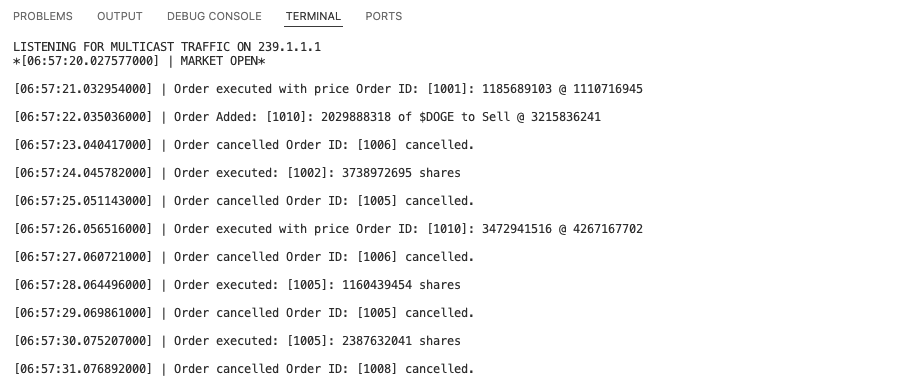 PROBLEMS OUTPUT DEBUG CONSOLE TERMINAL PORTS
LISTENING FOR MULTICAST TRAFFIC ON 239.1.1.1
*[06:57:20.027577000] | MARKET OPEN*
[06:57:21.032954000] | Order executed with price Order ID: [1001]: 1185689103 @ 1110716945
[06:57:22.035036000] | Order Added: [1010]: 2029888318 of $DOGE to Sell @ 3215836241
[06:57:23.040417000] | Order cancelled Order ID: [1006] cancelled.
[06:57:24.045782000] | Order executed: [1002]: 3738972695 shares
[06:57:25.051143000] | Order cancelled Order ID: [1005] cancelled.
[06:57:26.056516000] | Order executed with price Order ID: [1010]: 3472941516 @ 4267167702
[06:57:27.060721000] | Order cancelled Order ID: [1006] cancelled.
[06:57:28.064496000] | Order executed: [1005]: 1160439454 shares
[06:57:29.069861000] | Order cancelled Order ID: [1005] cancelled.
[06:57:30.075207000] | Order executed: [1005]: 2387632041 shares
[06:57:31.076892000] | Order cancelled Order ID: [1008] cancelled.